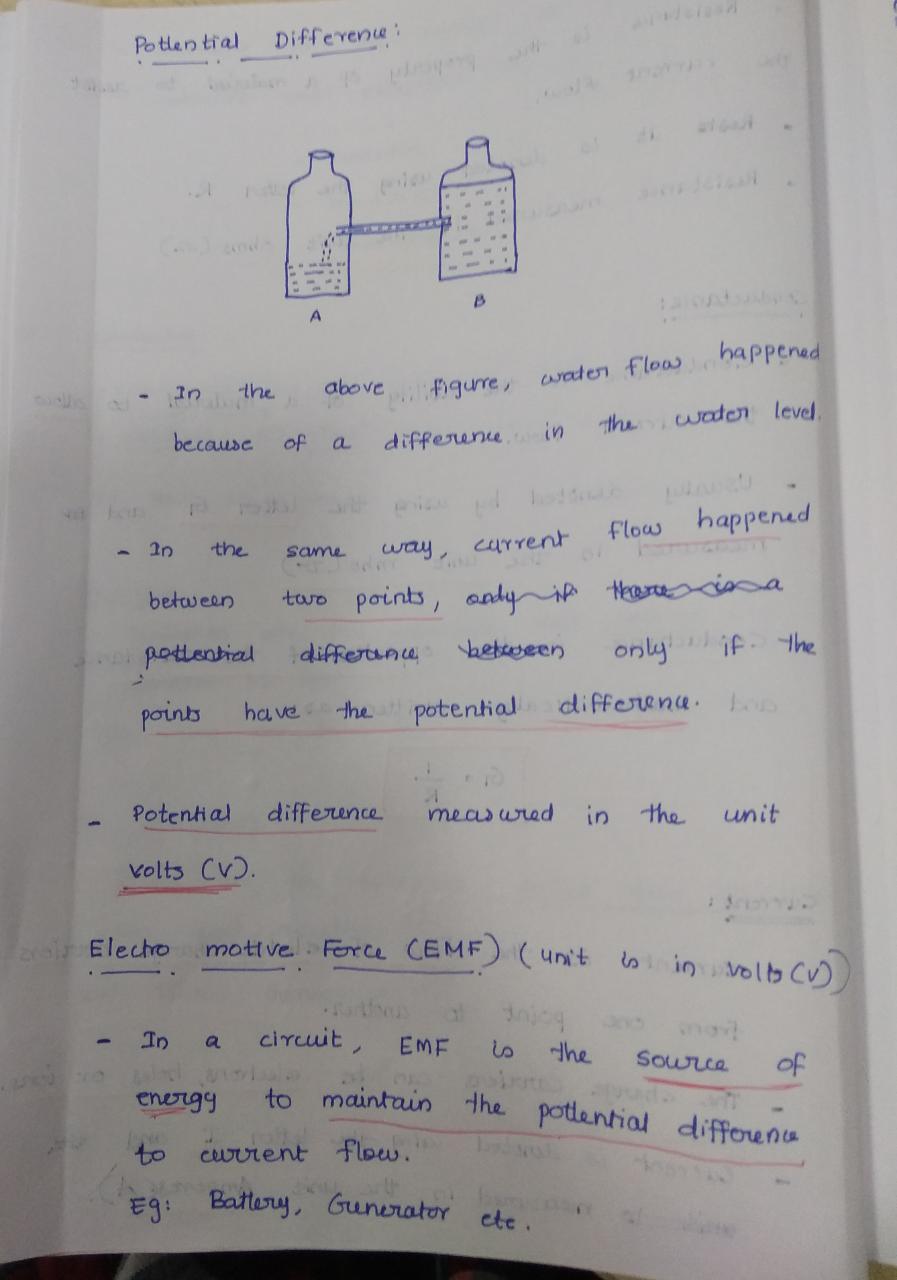 Pottential Difference:
A
B
- In the above figure, water flow happened
because of a difference in the water level.
- In the same way, current flow happened
between two points, only if there is a
pottential difference between only if the
points have the potential difference.
- Potential difference measured in the unit
volts (V).
Electro motive Force (EMF) (unit is in volts (V))
- In a circuit, EMF is the source of
energy to maintain the pottential difference
to current flow.
Eg: Battery, Generator etc.